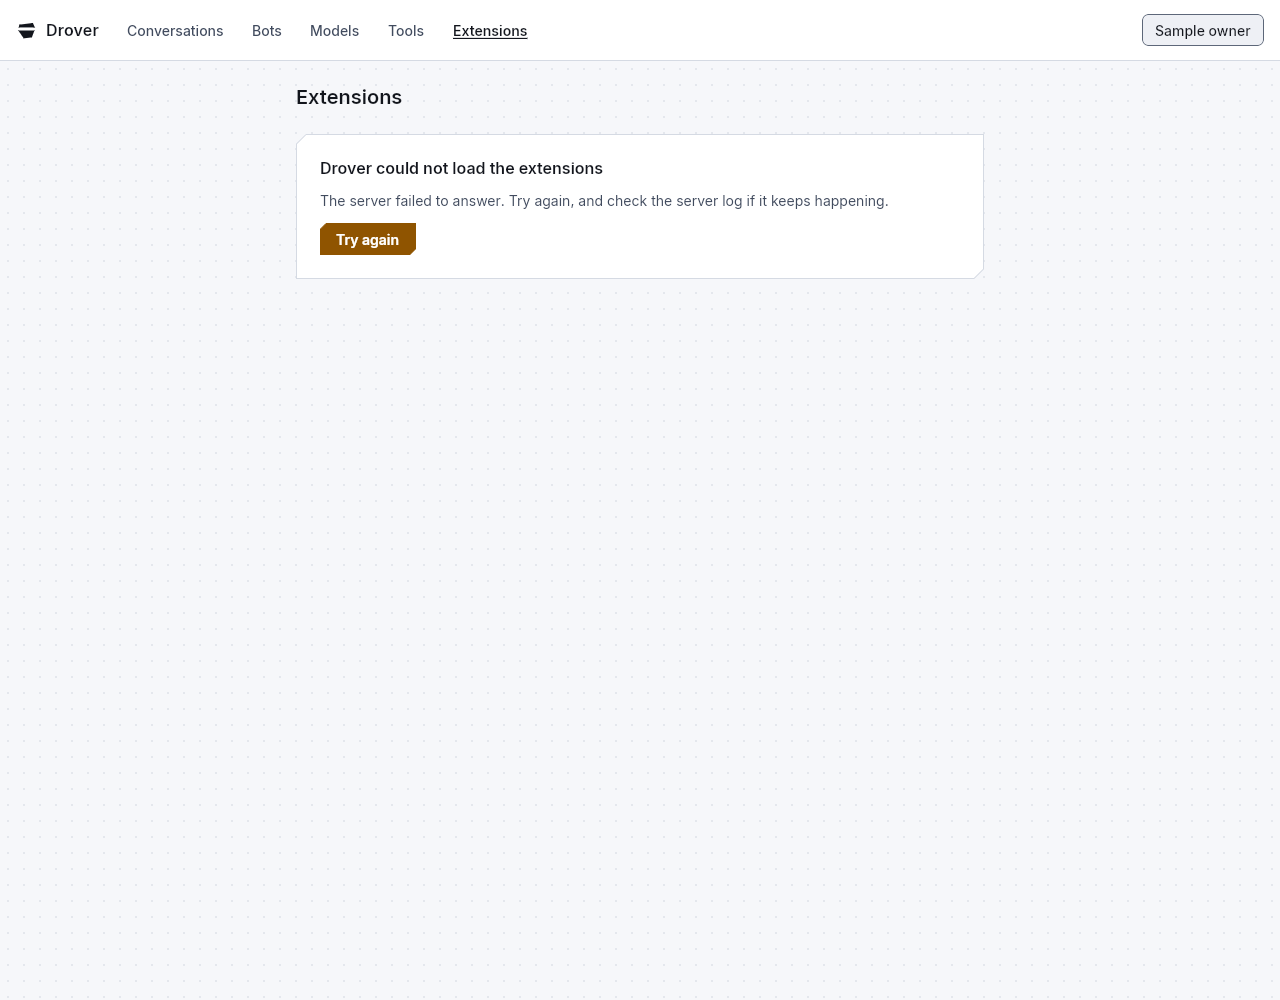 Drover
Conversations
Bots
Models
Tools
Extensions
Sample owner
Extensions
Drover could not load the extensions
The server failed to answer. Try again, and check the server log if it keeps happening.
Try again